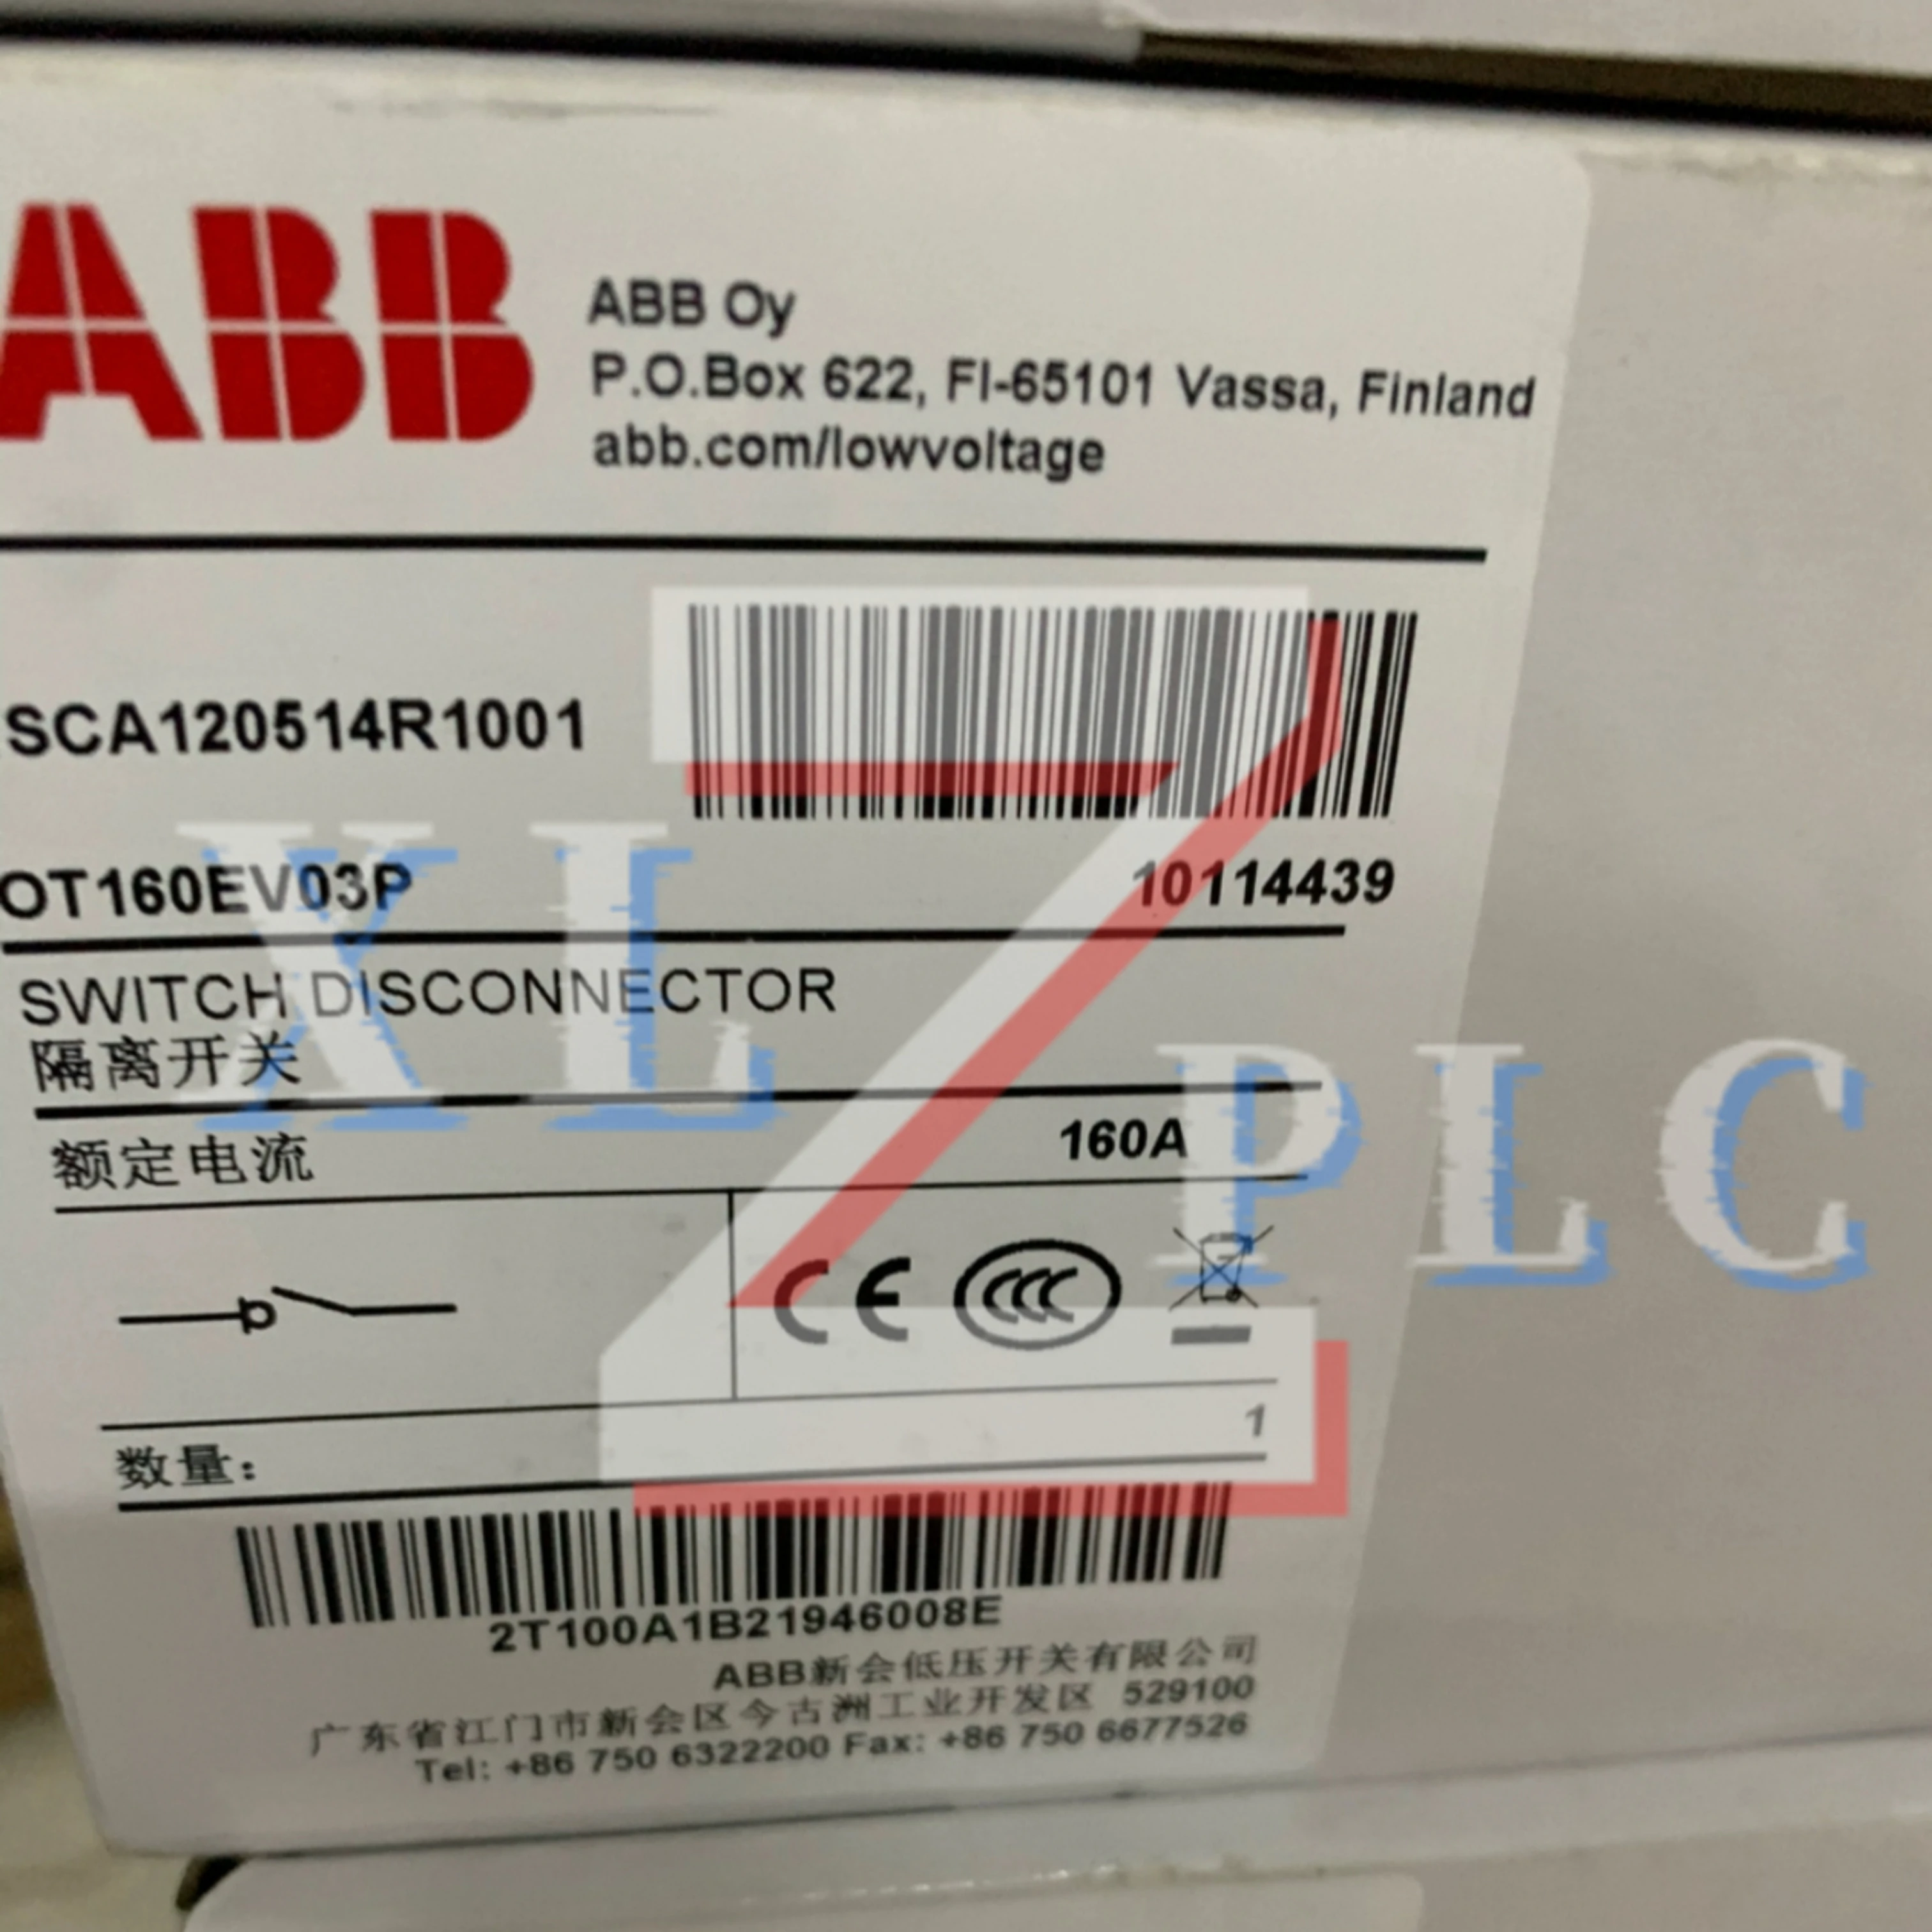 ABB
ABB Oy
P.O.Box 622, FI-65101 Vassa, Finland
abb.com/lowvoltage
SCA120514R1001
OT160EV03P 10114439
SWITCH DISCONNECTOR
隔离开关
额定电流 160A
CE CCC
数量: 1
2T100A1B21946008E
ABB新会低压开关有限公司
广东省江门市新会区今古洲工业开发区 529100
Tel: +86 750 6322200 Fax: +86 750 6677526
XLZ PLC